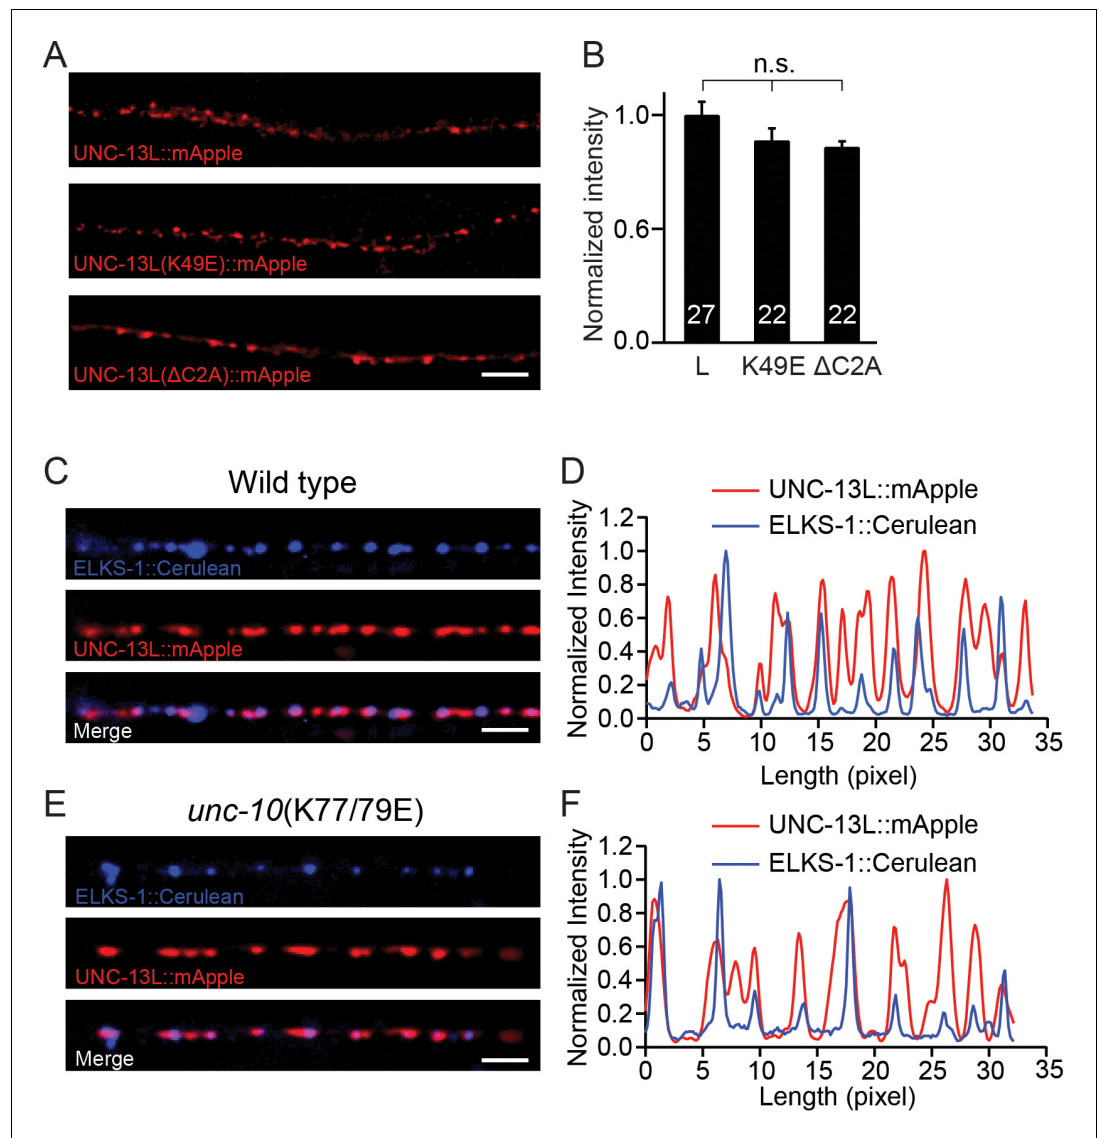 A
UNC-13L::mApple
UNC-13L(K49E)::mApple
UNC-13L(ΔC2A)::mApple
B
n.s.
Normalized intensity
1.0
0.6
0.0
27
22
22
L
K49E
ΔC2A
C
Wild type
ELKS-1::Cerulean
UNC-13L::mApple
Merge
D
UNC-13L::mApple
ELKS-1::Cerulean
Normalized Intensity
1.2
1.0
0.8
0.6
0.4
0.2
0.0
0 5 10 15 20 25 30 35
Length (pixel)
E
unc-10(K77/79E)
ELKS-1::Cerulean
UNC-13L::mApple
Merge
F
UNC-13L::mApple
ELKS-1::Cerulean
Normalized Intensity
1.2
1.0
0.8
0.6
0.4
0.2
0.0
0 5 10 15 20 25 30 35
Length (pixel)